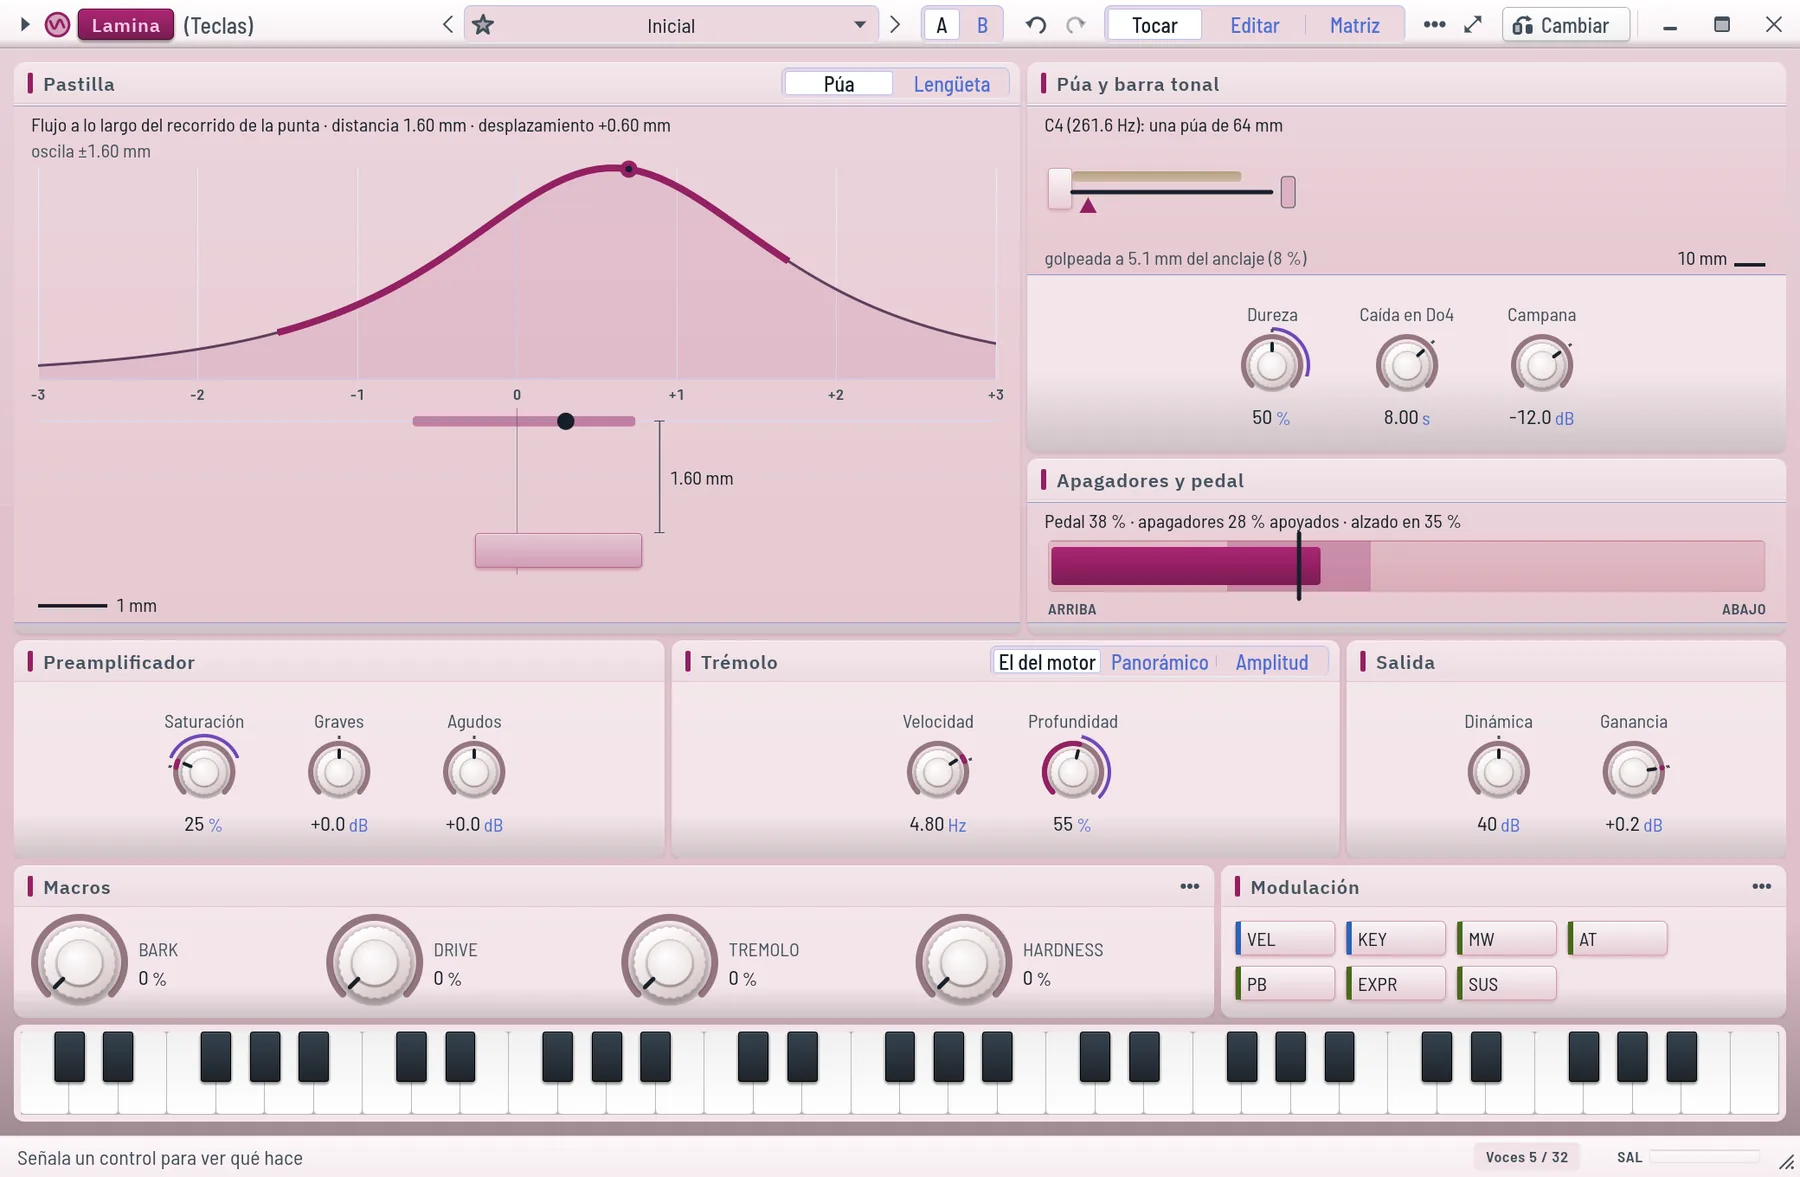 Lamina (Teclas)
Inicial
A B
Tocar Editar Matriz
Cambiar
Pastilla
Púa Lengüeta
Flujo a lo largo del recorrido de la punta · distancia 1.60 mm · desplazamiento +0.60 mm
oscila ±1.60 mm
-3 -2 -1 0 +1 +2 +3
1.60 mm
1 mm
Púa y barra tonal
C4 (261.6 Hz): una púa de 64 mm
golpeada a 5.1 mm del anclaje (8 %)
10 mm
Dureza Caída en Do4 Campana
50 % 8.00 s -12.0 dB
Apagadores y pedal
Pedal 38 % · apagadores 28 % apoyados · alzado en 35 %
ARRIBA ABAJO
Preamplificador
Saturación Graves Agudos
25 % +0.0 dB +0.0 dB
Trémolo
El del motor Panorámico Amplitud
Velocidad Profundidad
4.80 Hz 55 %
Salida
Dinámica Ganancia
40 dB +0.2 dB
Macros
BARK
0 %
DRIVE
0 %
TREMOLO
0 %
HARDNESS
0 %
Modulación
VEL KEY MW AT
PB EXPR SUS
Señala un control para ver qué hace
Voces 5 / 32
SAL